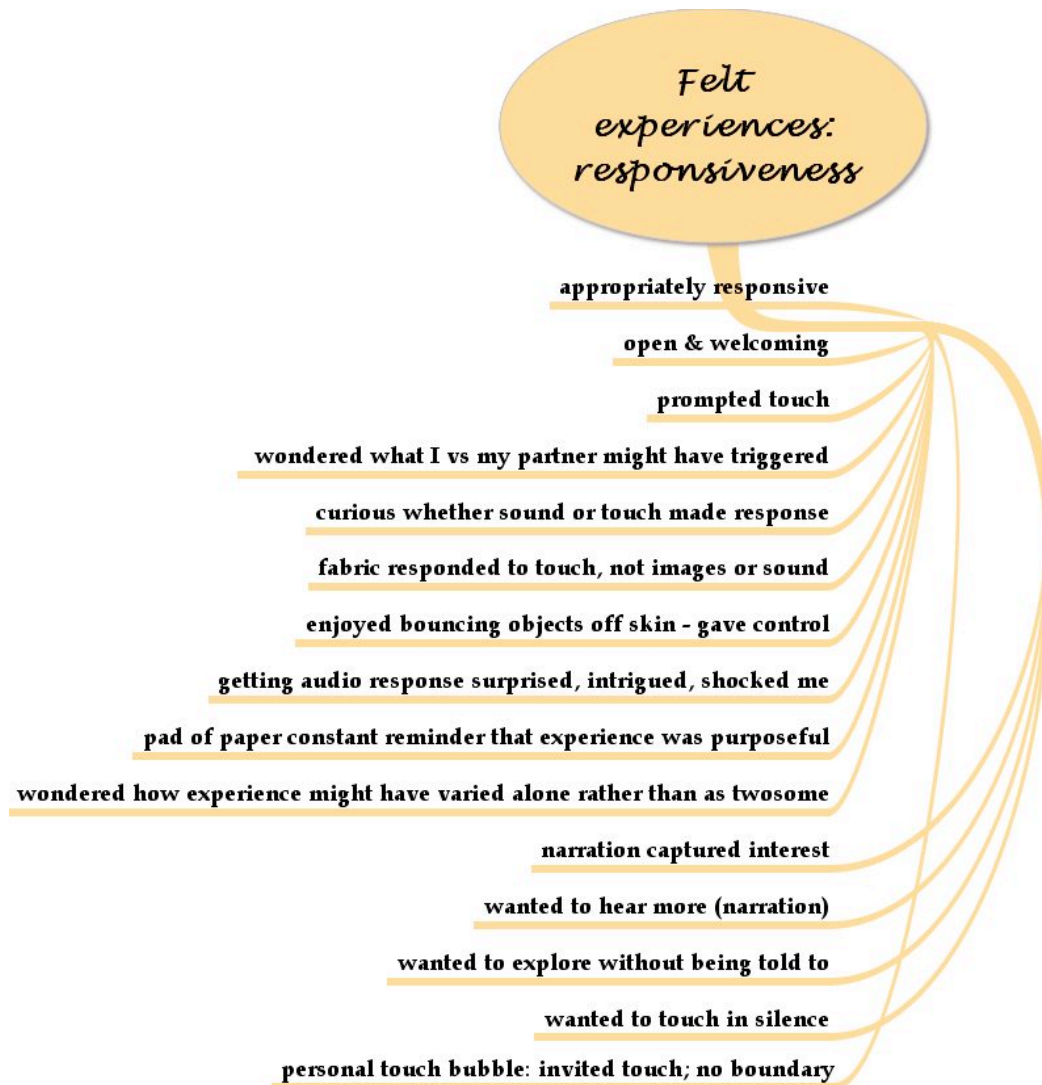 Felt
experiences:
responsiveness
appropriately responsive
open & welcoming
prompted touch
wondered what I vs my partner might have triggered
curious whether sound or touch made response
fabric responded to touch, not images or sound
enjoyed bouncing objects off skin - gave control
getting audio response surprised, intrigued, shocked me
pad of paper constant reminder that experience was purposeful
wondered how experience might have varied alone rather than as twosome
narration captured interest
wanted to hear more (narration)
wanted to explore without being told to
wanted to touch in silence
personal touch bubble: invited touch; no boundary